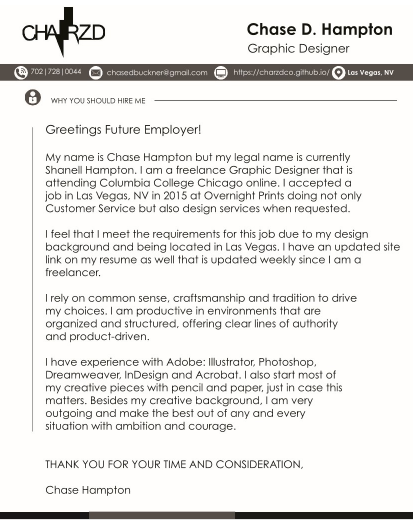 CHARZD
Chase D. Hampton
Graphic Designer
702|728|0044 chasedbuckner@gmail.com https://charzdco.github.io/ Las Vegas, NV
WHY YOU SHOULD HIRE ME
Greetings Future Employer!
My name is Chase Hampton but my legal name is currently
Shanell Hampton. I am a freelance Graphic Designer that is
attending Columbia College Chicago online. I accepted a
job in Las Vegas, NV in 2015 at Overnight Prints doing not only
Customer Service but also design services when requested.
I feel that I meet the requirements for this job due to my design
background and being located in Las Vegas. I have an updated site
link on my resume as well that is updated weekly since I am a
freelancer.
I rely on common sense, craftsmanship and tradition to drive
my choices. I am productive in environments that are
organized and structured, offering clear lines of authority
and product-driven.
I have experience with Adobe: Illustrator, Photoshop,
Dreamweaver, InDesign and Acrobat. I also start most of
my creative pieces with pencil and paper, just in case this
matters. Besides my creative background, I am very
outgoing and make the best out of any and every
situation with ambition and courage.
THANK YOU FOR YOUR TIME AND CONSIDERATION,
Chase Hampton